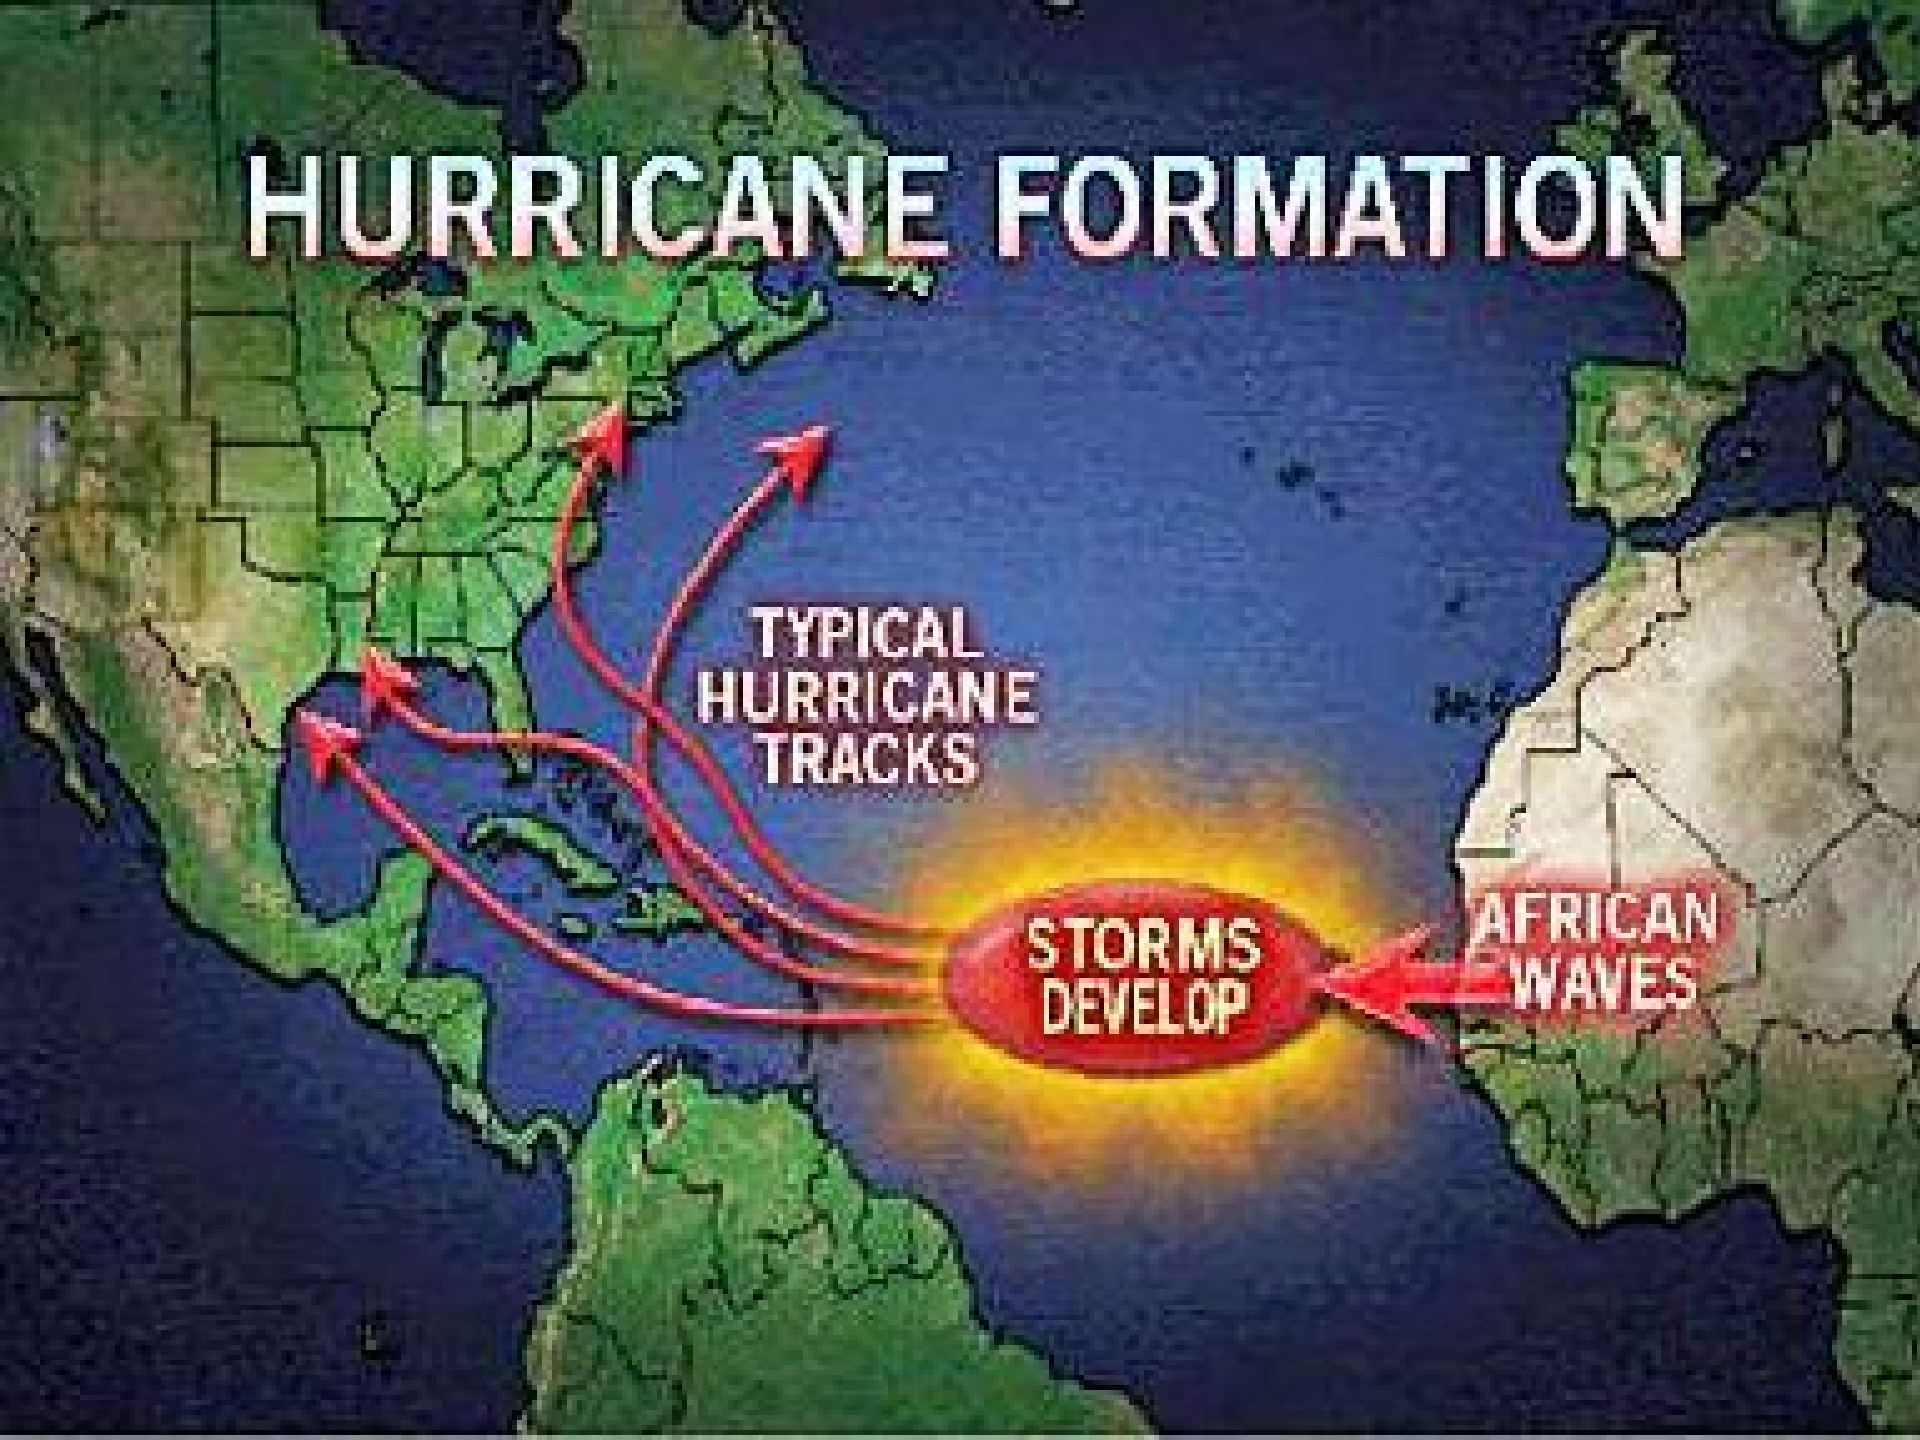 HURRICANE FORMATION
TYPICAL
HURRICANE
TRACKS
STORMS
DEVELOP
AFRICAN
WAVES